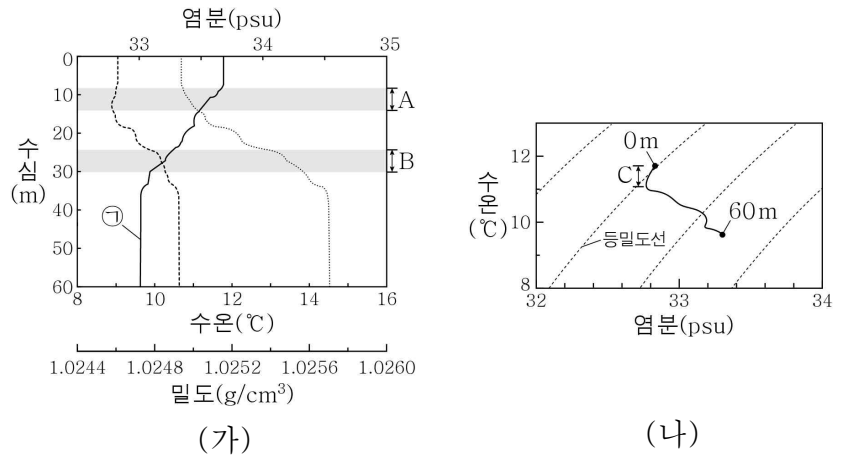 염분(psu)
33 34 35
0
10
20
30
40
50
60
수심
(m)
A
B
㉠
8 10 12 14 16
수온(℃)
1.0244 1.0248 1.0252 1.0256 1.0260
밀도(g/cm³)
(가)
12
10
8
수온
(℃)
0m
C
60m
등밀도선
32 33 34
염분(psu)
(나)